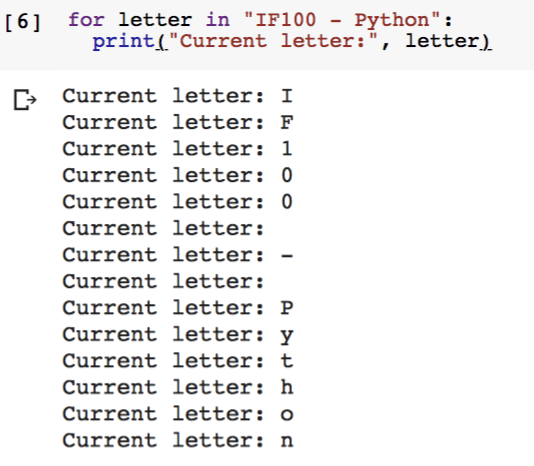 [6] for letter in "IF100 - Python":
print("Current letter:", letter)
Current letter: I
Current letter: F
Current letter: 1
Current letter: 0
Current letter: 0
Current letter:
Current letter: -
Current letter:
Current letter: P
Current letter: y
Current letter: t
Current letter: h
Current letter: o
Current letter: n